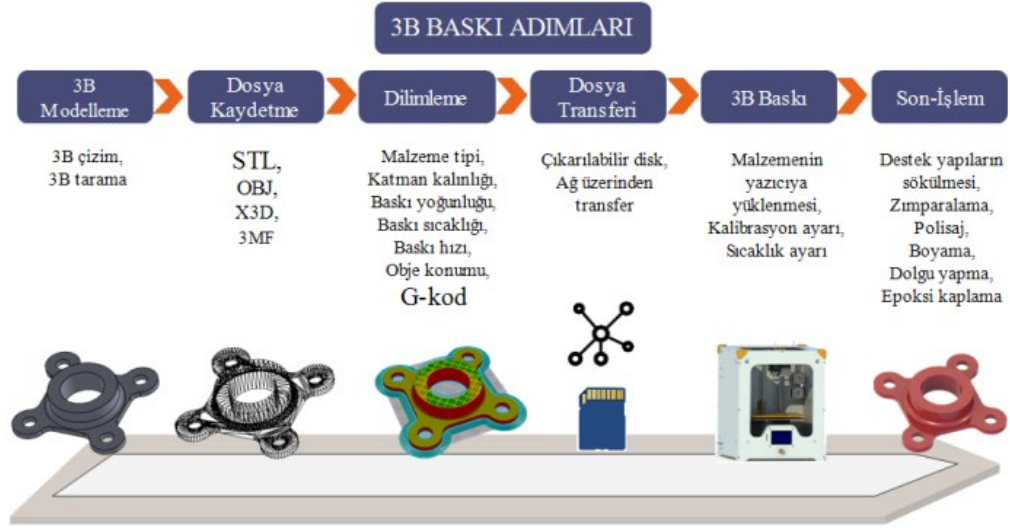 3B BASKI ADIMLARI
3B
Modelleme
Dosya
Kaydetme
Dilimleme
Dosya
Transferi
3B Baskı
Son-İşlem
3B çizim,
3B tarama
STL,
OBJ,
X3D,
3MF
Malzeme tipi,
Katman kalınlığı,
Baskı yoğunluğu,
Baskı sıcaklığı,
Baskı hızı,
Obje konumu,
G-kod
Çıkarılabilir disk,
Ağ üzerinden
transfer
Malzemenin
yazıcıya
yüklenmesi,
Kalibrasyon ayarı,
Sıcaklık ayarı
Destek yapıların
sökülmesi,
Zımparalama,
Polisaj,
Boyama,
Dolgu yapma,
Epoksi kaplama